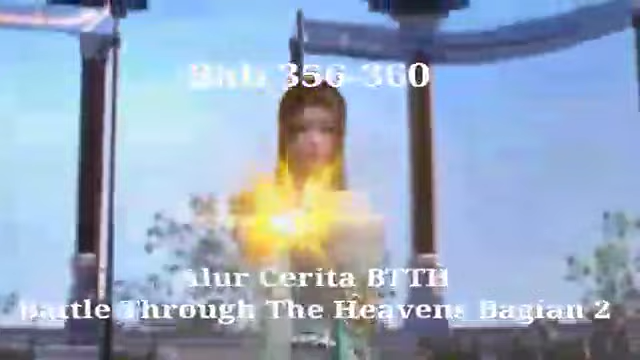 Bab 356-360
Alur Cerita BTTH
Battle Through The Heavens Bagian 2